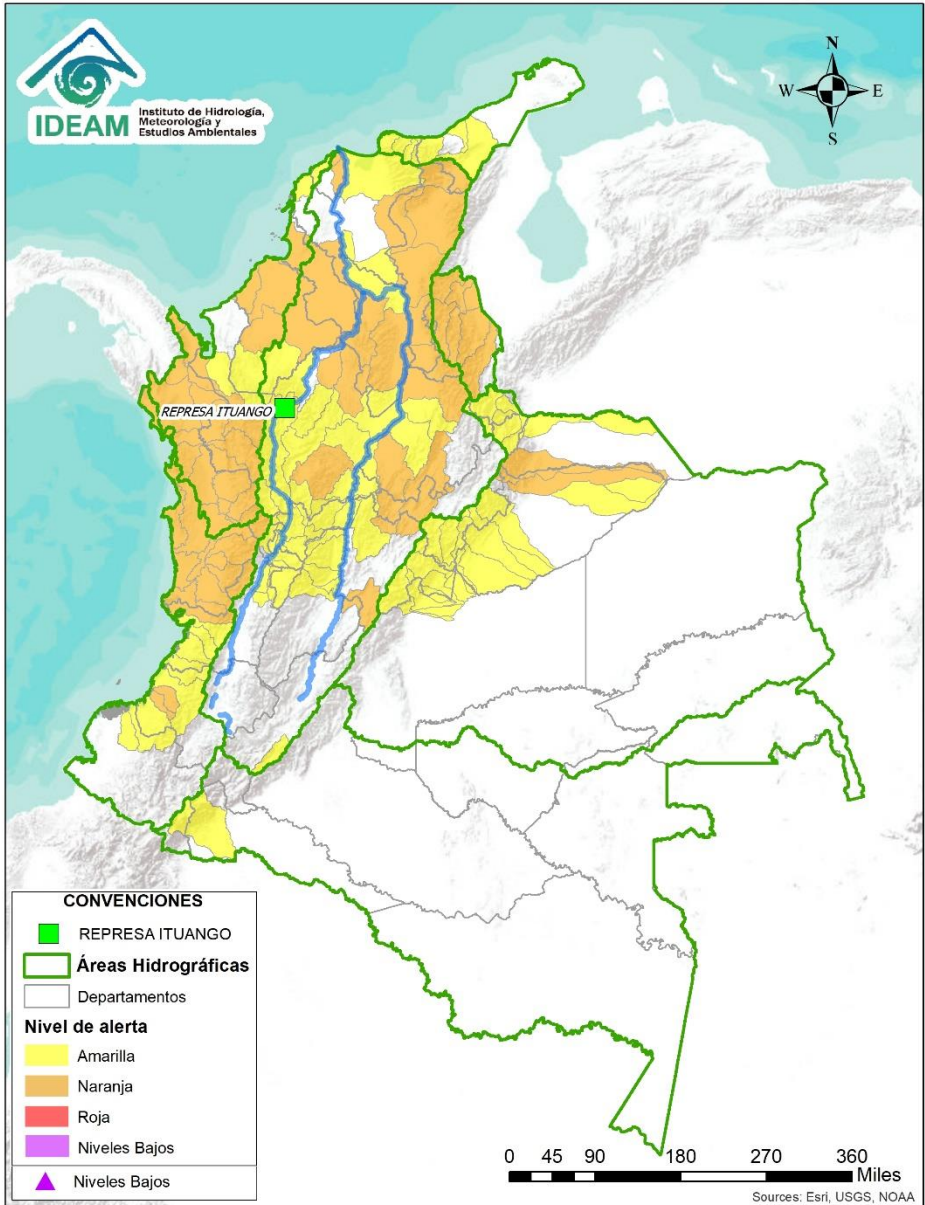 IDEAM
Instituto de Hidrología,
Meteorología y
Estudios Ambientales
N
W E
S
REPRESA ITUANGO
CONVENCIONES
REPRESA ITUANGO
Áreas Hidrográficas
Departamentos
Nivel de alerta
Amarilla
Naranja
Roja
Niveles Bajos
Niveles Bajos
0 45 90 180 270 360
Miles
Sources: Esri, USGS, NOAA